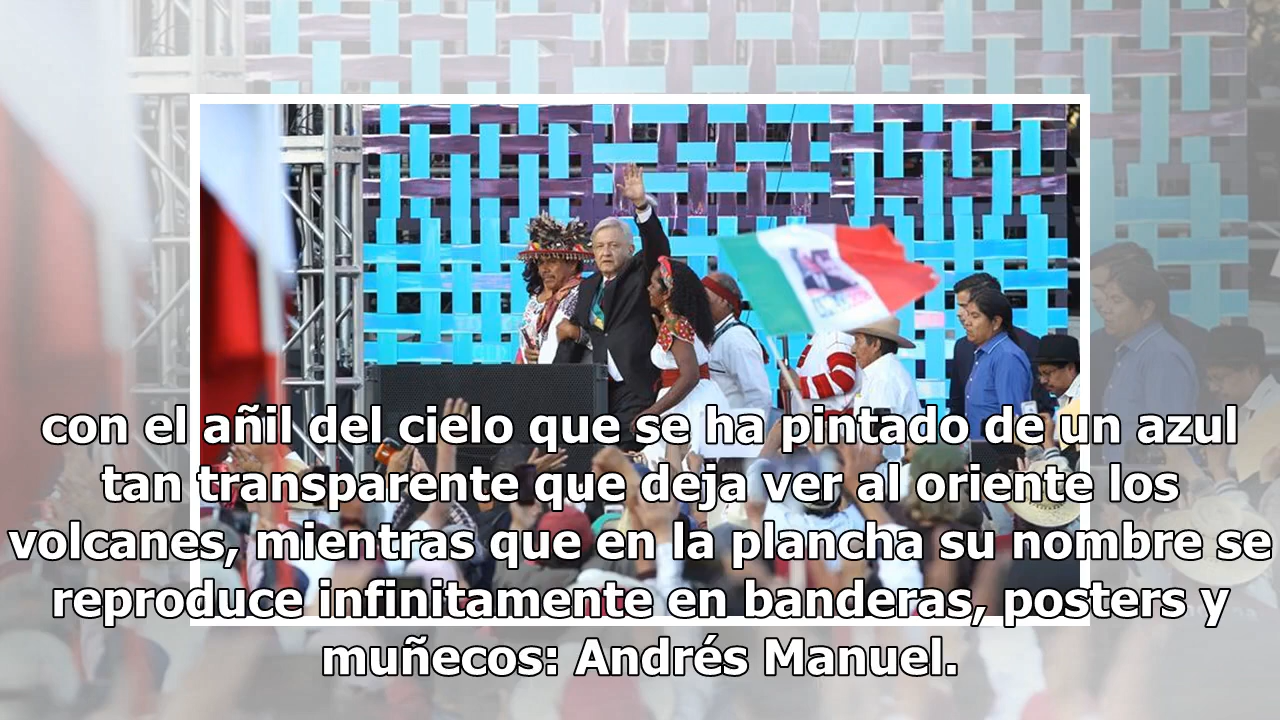 con el añil del cielo que se ha pintado de un azul
tan transparente que deja ver al oriente los
volcanes, mientras que en la plancha su nombre se
reproduce infinitamente en banderas, posters y
muñecos: Andrés Manuel.